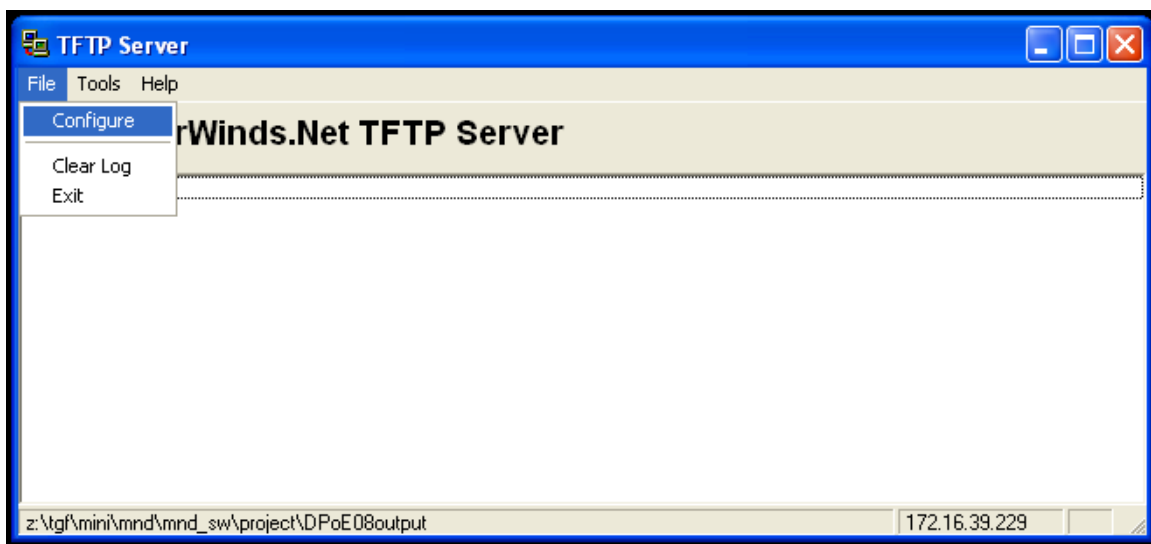 TFTP Server
File Tools Help
Configure
rWinds.Net TFTP Server
Clear Log
Exit
z:\tgf\mini\mnd\mnd_sw\project\DPoE08output 172.16.39.229